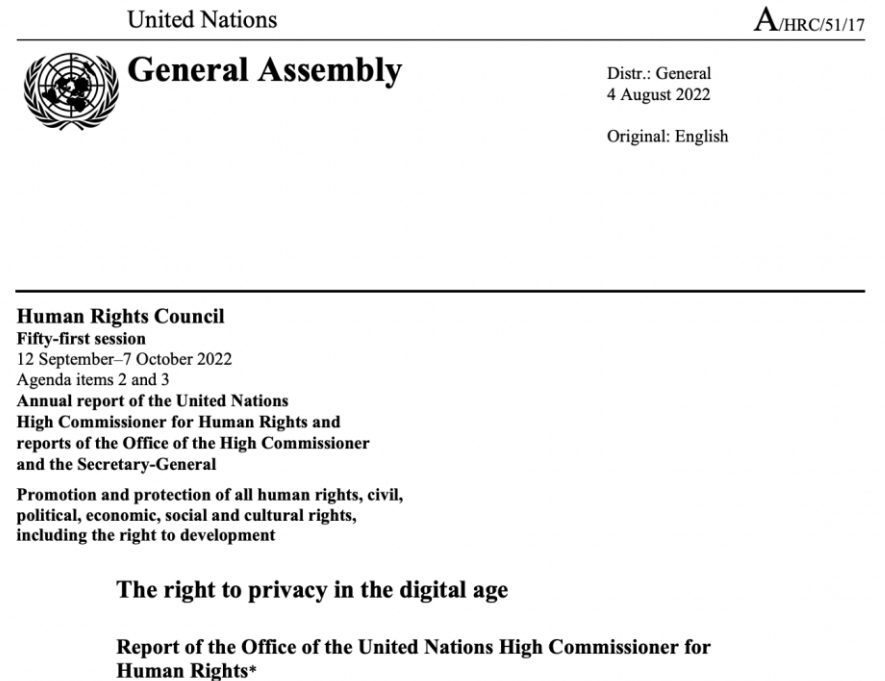 United Nations
A/HRC/51/17
General Assembly
Distr.: General
4 August 2022
Original: English
Human Rights Council
Fifty-first session
12 September–7 October 2022
Agenda items 2 and 3
Annual report of the United Nations
High Commissioner for Human Rights and
reports of the Office of the High Commissioner
and the Secretary-General
Promotion and protection of all human rights, civil,
political, economic, social and cultural rights,
including the right to development
The right to privacy in the digital age
Report of the Office of the United Nations High Commissioner for
Human Rights*